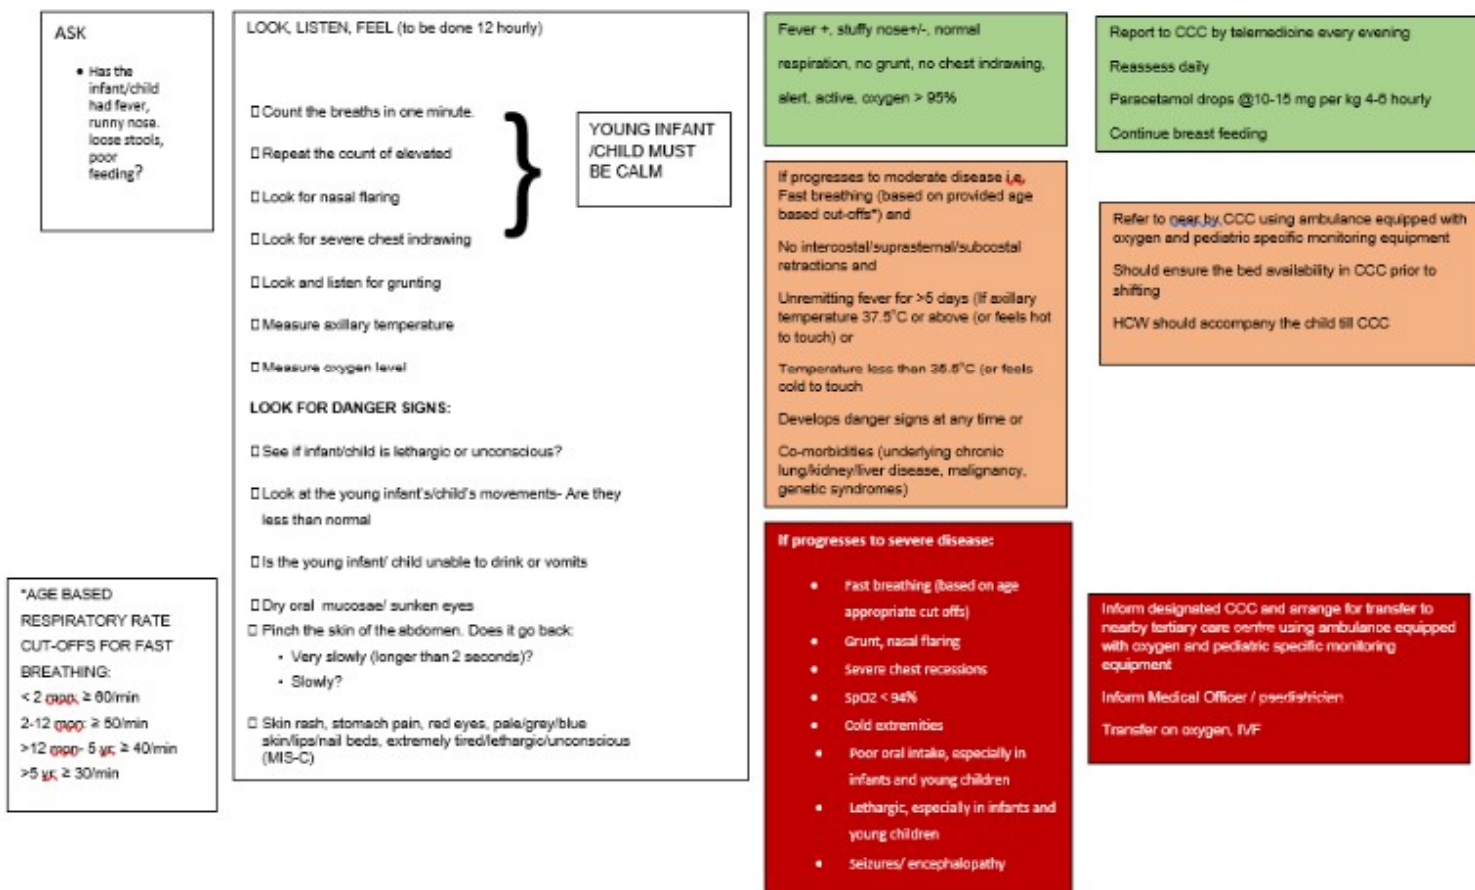 ASK
• Has the
infant/child
had fever,
runny nose.
loose stools,
poor
feeding?
*AGE BASED
RESPIRATORY RATE
CUT-OFFS FOR FAST
BREATHING:
< 2 mon: ≥ 60/min
2-12 mon: ≥ 50/min
>12 mon- 5 yr: ≥ 40/min
>5 yr: ≥ 30/min
LOOK, LISTEN, FEEL (to be done 12 hourly)
Count the breaths in one minute.
Repeat the count of elevated
Look for nasal flaring
Look for severe chest indrawing
Look and listen for grunting
Measure axillary temperature
Measure oxygen level
YOUNG INFANT
/CHILD MUST
BE CALM
LOOK FOR DANGER SIGNS:
See if infant/child is lethargic or unconscious?
Look at the young infant's/child's movements- Are they
less than normal
Is the young infant/ child unable to drink or vomits
Dry oral mucosae/ sunken eyes
Pinch the skin of the abdomen. Does it go back:
• Very slowly (longer than 2 seconds)?
• Slowly?
Skin rash, stomach pain, red eyes, pale/grey/blue
skin/lips/nail beds, extremely tired/lethargic/unconscious
(MIS-C)
Fever +, stuffy nose+/-, normal
respiration, no grunt, no chest indrawing,
alert, active, oxygen > 95%
If progresses to moderate disease i.e.
Fast breathing (based on provided age
based cut-offs*) and
No intercostal/suprasternal/subcostal
retractions and
Unremitting fever for >5 days (If axillary
temperature 37.5°C or above (or feels hot
to touch) or
Temperature less than 35.5°C (or feels
cold to touch
Develops danger signs at any time or
Co-morbidities (underlying chronic
lung/kidney/liver disease, malignancy,
genetic syndromes)
If progresses to severe disease:
• Fast breathing (based on age
appropriate cut offs)
• Grunt, nasal flaring
• Severe chest recessions
• SpO2 < 94%
• Cold extremities
• Poor oral intake, especially in
infants and young children
• Lethargic, especially in infants and
young children
• Seizures/ encephalopathy
Report to CCC by telemedicine every evening
Reassess daily
Paracetamol drops @10-15 mg per kg 4-6 hourly
Continue breast feeding
Refer to near by CCC using ambulance equipped with
oxygen and pediatric specific monitoring equipment
Should ensure the bed availability in CCC prior to
shifting
HCW should accompany the child till CCC
Inform designated CCC and arrange for transfer to
nearby tertiary care centre using ambulance equipped
with oxygen and pediatric specific monitoring
equipment
Inform Medical Officer / paediatrician
Transfer on oxygen, IVF